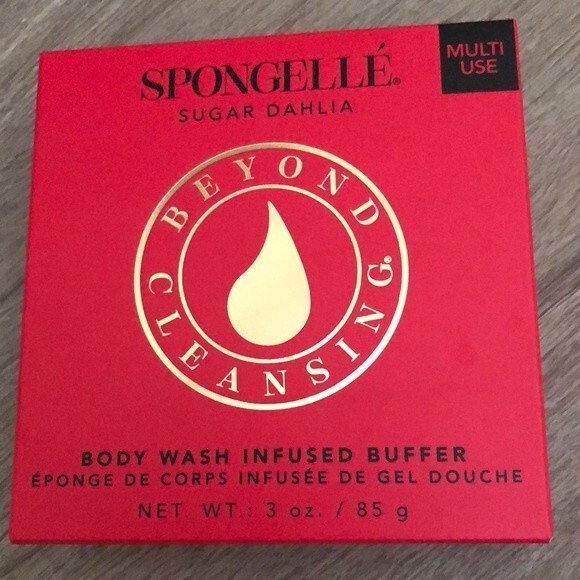 SPONGELLÉ®
SUGAR DAHLIA
MULTI
USE
BEYOND
CLEANSING®
BODY WASH INFUSED BUFFER
ÉPONGE DE CORPS INFUSÉE DE GEL DOUCHE
NET. WT.: 3 oz. / 85 g